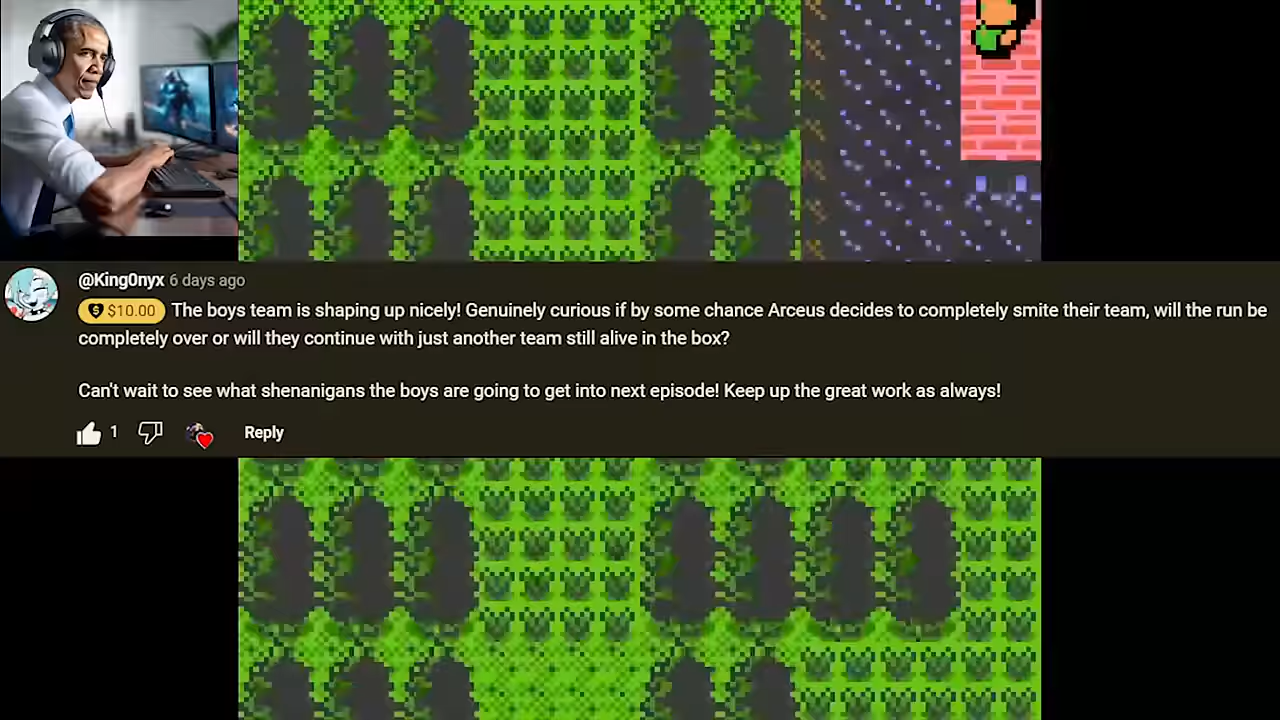 @King0nyx 6 days ago
$10.00 The boys team is shaping up nicely! Genuinely curious if by some chance Arceus decides to completely smite their team, will the run be
completely over or will they continue with just another team still alive in the box?
Can't wait to see what shenanigans the boys are going to get into next episode! Keep up the great work as always!
1 Reply